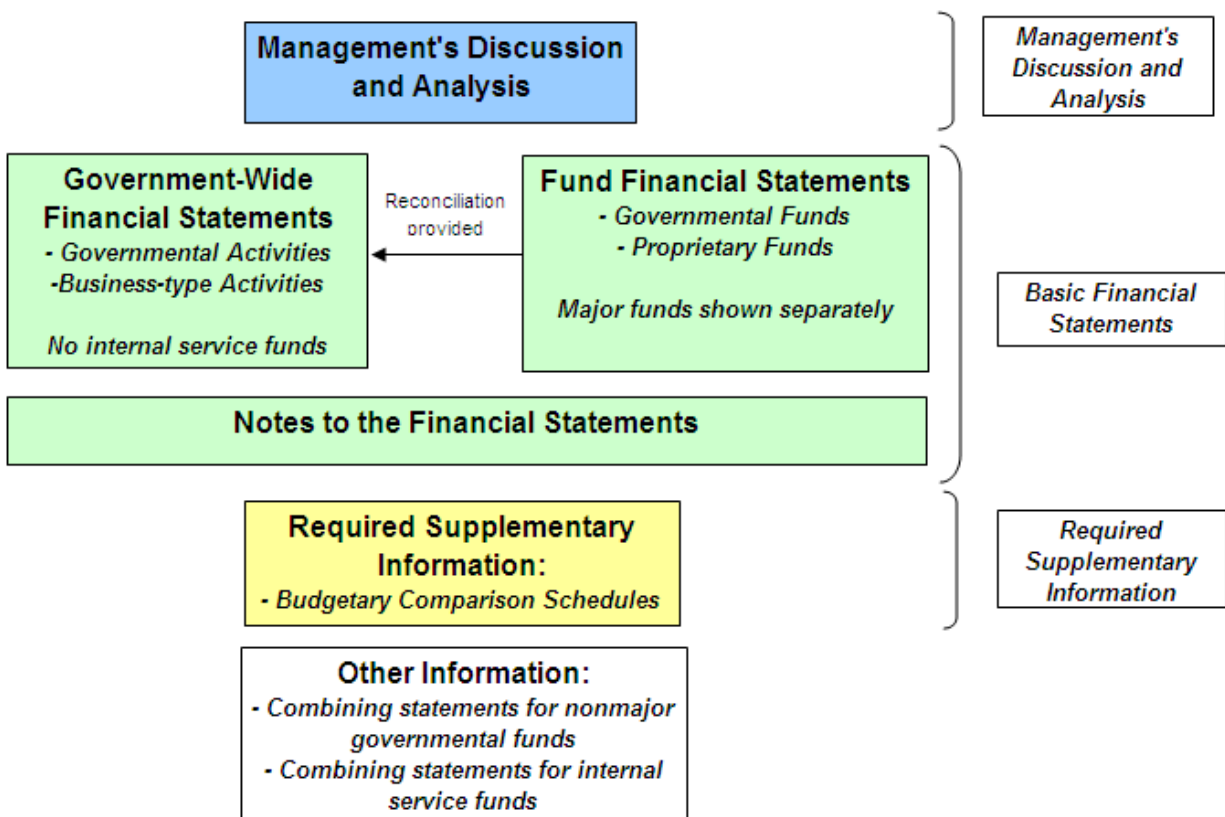 Management's Discussion
and Analysis
Management's
Discussion and
Analysis
Government-Wide
Financial Statements
- Governmental Activities
-Business-type Activities
No internal service funds
Reconciliation
provided
Fund Financial Statements
- Governmental Funds
- Proprietary Funds
Major funds shown separately
Basic Financial
Statements
Notes to the Financial Statements
Required Supplementary
Information:
- Budgetary Comparison Schedules
Required
Supplementary
Information
Other Information:
- Combining statements for nonmajor
governmental funds
- Combining statements for internal
service funds